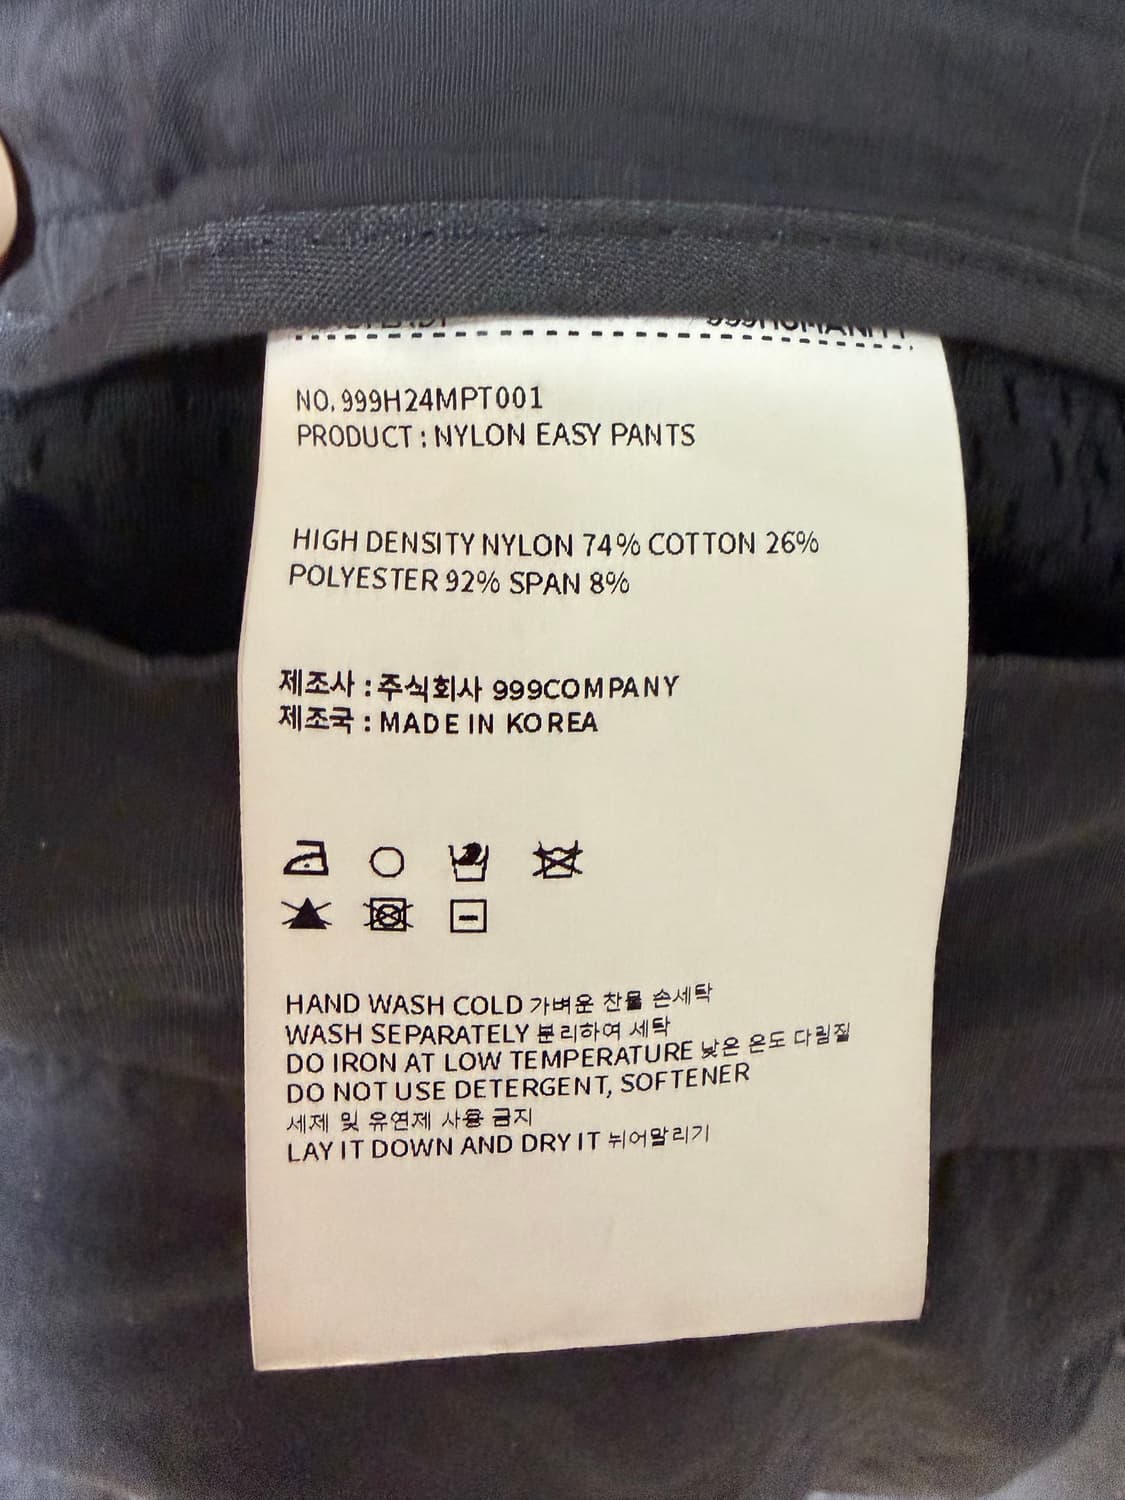 999HUMANITY
NO. 999H24MPT001
PRODUCT : NYLON EASY PANTS
HIGH DENSITY NYLON 74% COTTON 26%
POLYESTER 92% SPAN 8%
제조사 : 주식회사 999COMPANY
제조국 : MADE IN KOREA
HAND WASH COLD 가벼운 찬물 손세탁
WASH SEPARATELY 분리하여 세탁
DO IRON AT LOW TEMPERATURE 낮은 온도 다림질
DO NOT USE DETERGENT, SOFTENER
세제 및 유연제 사용 금지
LAY IT DOWN AND DRY IT 뉘어말리기